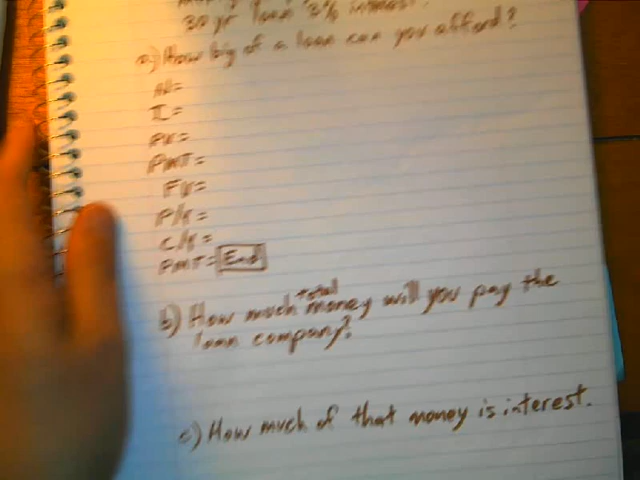 30 yr loan 3% interest.
a) How big of a loan can you afford?
N=
I=
PV=
PMT=
FV=
P/Y=
C/Y=
PMT= End
b) How much total money will you pay the
loan company?
c) How much of that money is interest.